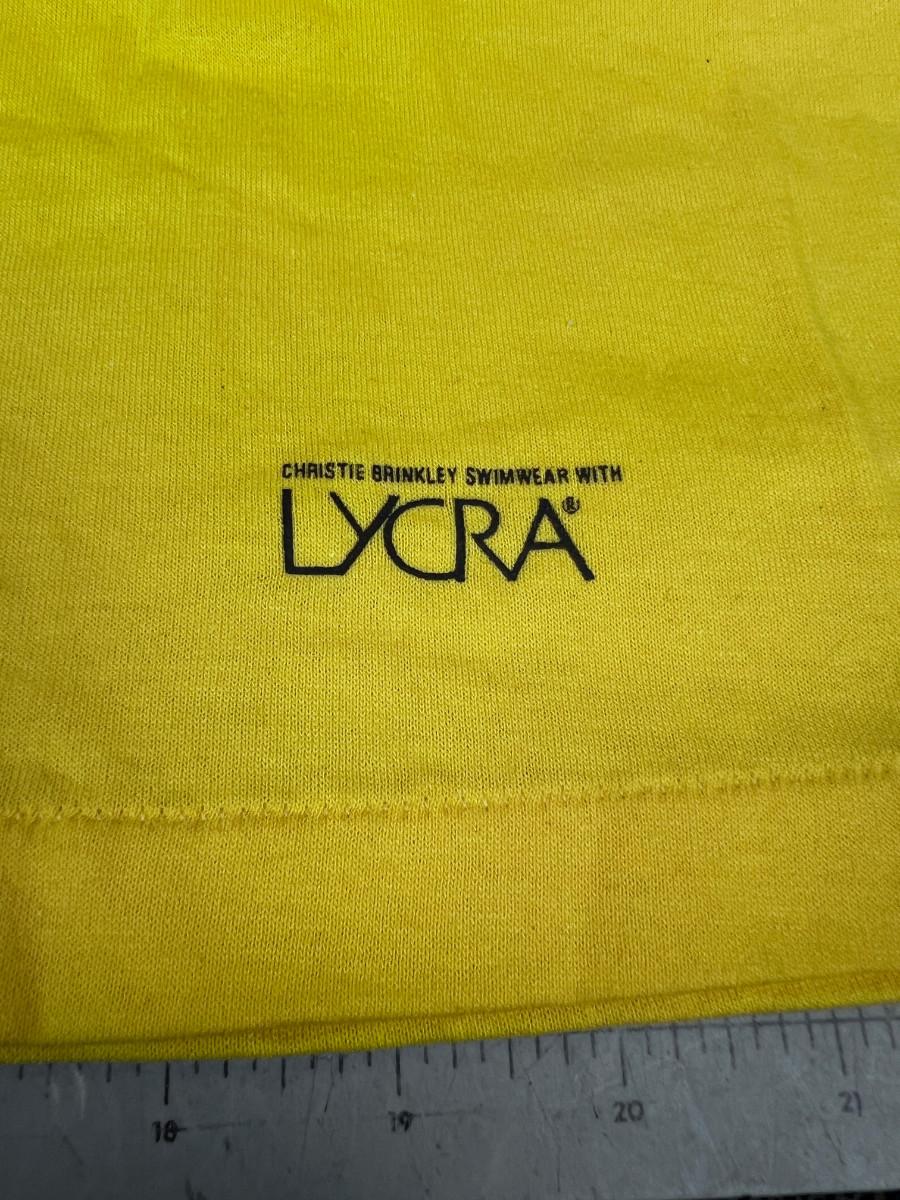 CHRISTIE BRINKLEY SWIMWEAR WITH
LYCRA®
18 19 20 21